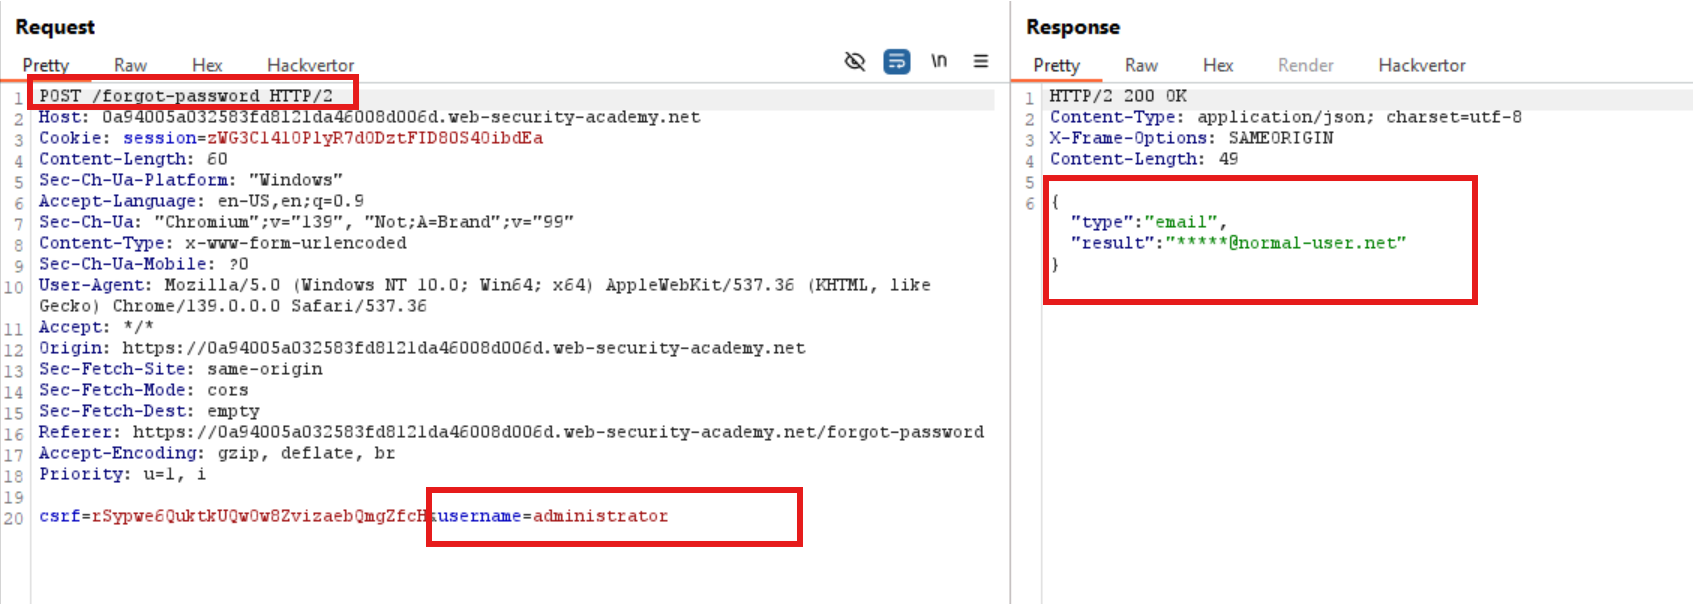 Request
Pretty Raw Hex Hackvertor \n
1 POST /forgot-password HTTP/2
2 Host: 0a94005a032583fd8121da46008d006d.web-security-academy.net
3 Cookie: session=zWG3C1410PlyR7d0DztFID80S40ibdEa
4 Content-Length: 60
5 Sec-Ch-Ua-Platform: "Windows"
6 Accept-Language: en-US,en;q=0.9
7 Sec-Ch-Ua: "Chromium";v="139", "Not;A=Brand";v="99"
8 Content-Type: x-www-form-urlencoded
9 Sec-Ch-Ua-Mobile: ?0
10 User-Agent: Mozilla/5.0 (Windows NT 10.0; Win64; x64) AppleWebKit/537.36 (KHTML, like
Gecko) Chrome/139.0.0.0 Safari/537.36
11 Accept: */*
12 Origin: https://0a94005a032583fd8121da46008d006d.web-security-academy.net
13 Sec-Fetch-Site: same-origin
14 Sec-Fetch-Mode: cors
15 Sec-Fetch-Dest: empty
16 Referer: https://0a94005a032583fd8121da46008d006d.web-security-academy.net/forgot-password
17 Accept-Encoding: gzip, deflate, br
18 Priority: u=1, i
19
20 csrf=rSypwe6QuktkUQw0w8ZvizaebQmgZfcH&username=administrator
Response
Pretty Raw Hex Render Hackvertor
1 HTTP/2 200 OK
2 Content-Type: application/json; charset=utf-8
3 X-Frame-Options: SAMEORIGIN
4 Content-Length: 49
5
6 {
"type":"email",
"result":"*****@normal-user.net"
}